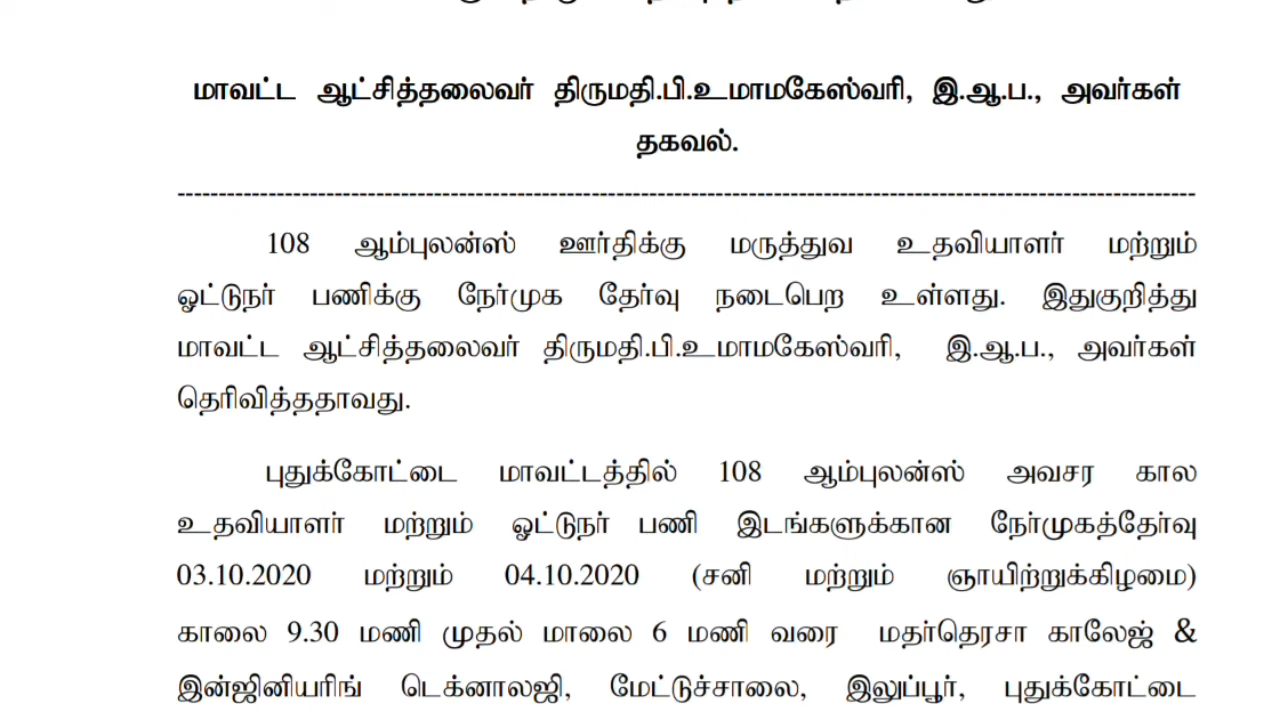 மாவட்ட ஆட்சித்தலைவர் திருமதி.பி.உமாமகேஸ்வரி, இ.ஆ.ப., அவர்கள்
தகவல்.
108 ஆம்புலன்ஸ் ஊர்திக்கு மருத்துவ உதவியாளர் மற்றும்
ஓட்டுநர் பணிக்கு நேர்முக தேர்வு நடைபெற உள்ளது. இதுகுறித்து
மாவட்ட ஆட்சித்தலைவர் திருமதி.பி.உமாமகேஸ்வரி, இ.ஆ.ப., அவர்கள்
தெரிவித்ததாவது.
புதுக்கோட்டை மாவட்டத்தில் 108 ஆம்புலன்ஸ் அவசர கால
உதவியாளர் மற்றும் ஓட்டுநர் பணி இடங்களுக்கான நேர்முகத்தேர்வு
03.10.2020 மற்றும் 04.10.2020 (சனி மற்றும் ஞாயிற்றுக்கிழமை)
காலை 9.30 மணி முதல் மாலை 6 மணி வரை மதர்தெரசா காலேஜ் &
இன்ஜினியரிங் டெக்னாலஜி, மேட்டுச்சாலை, இலுப்பூர், புதுக்கோட்டை